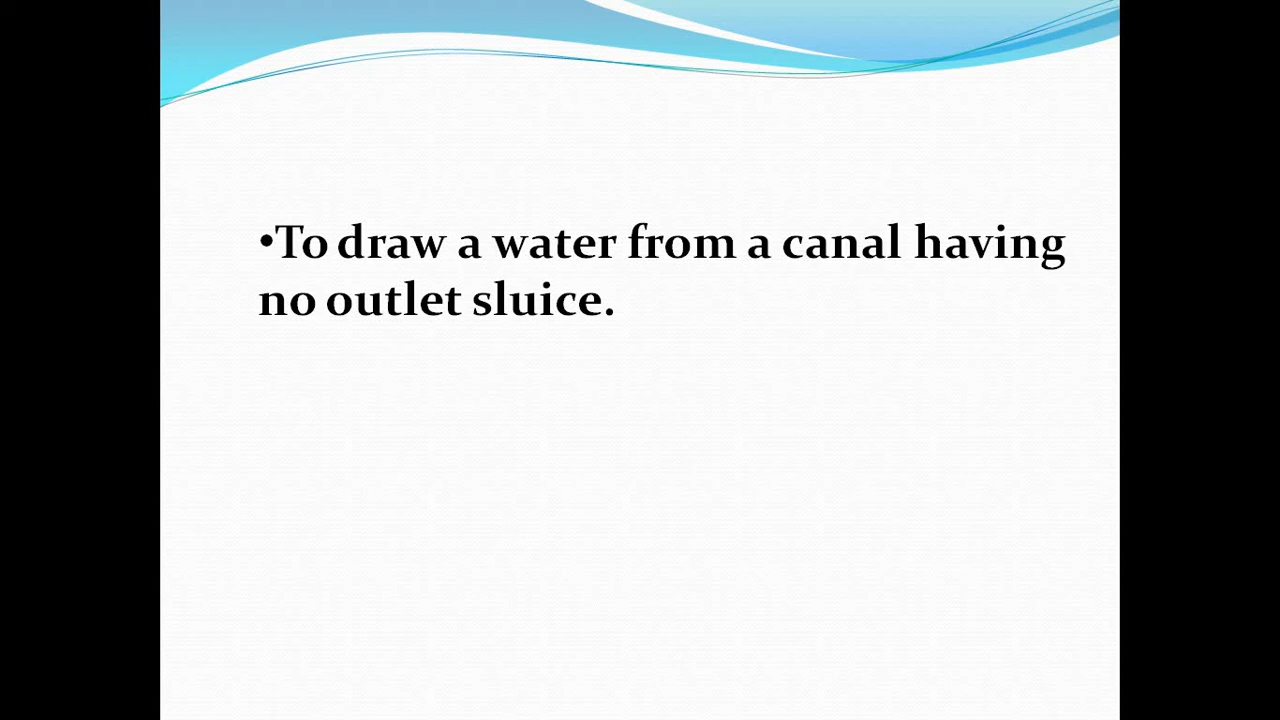 •To draw a water from a canal having
no outlet sluice.